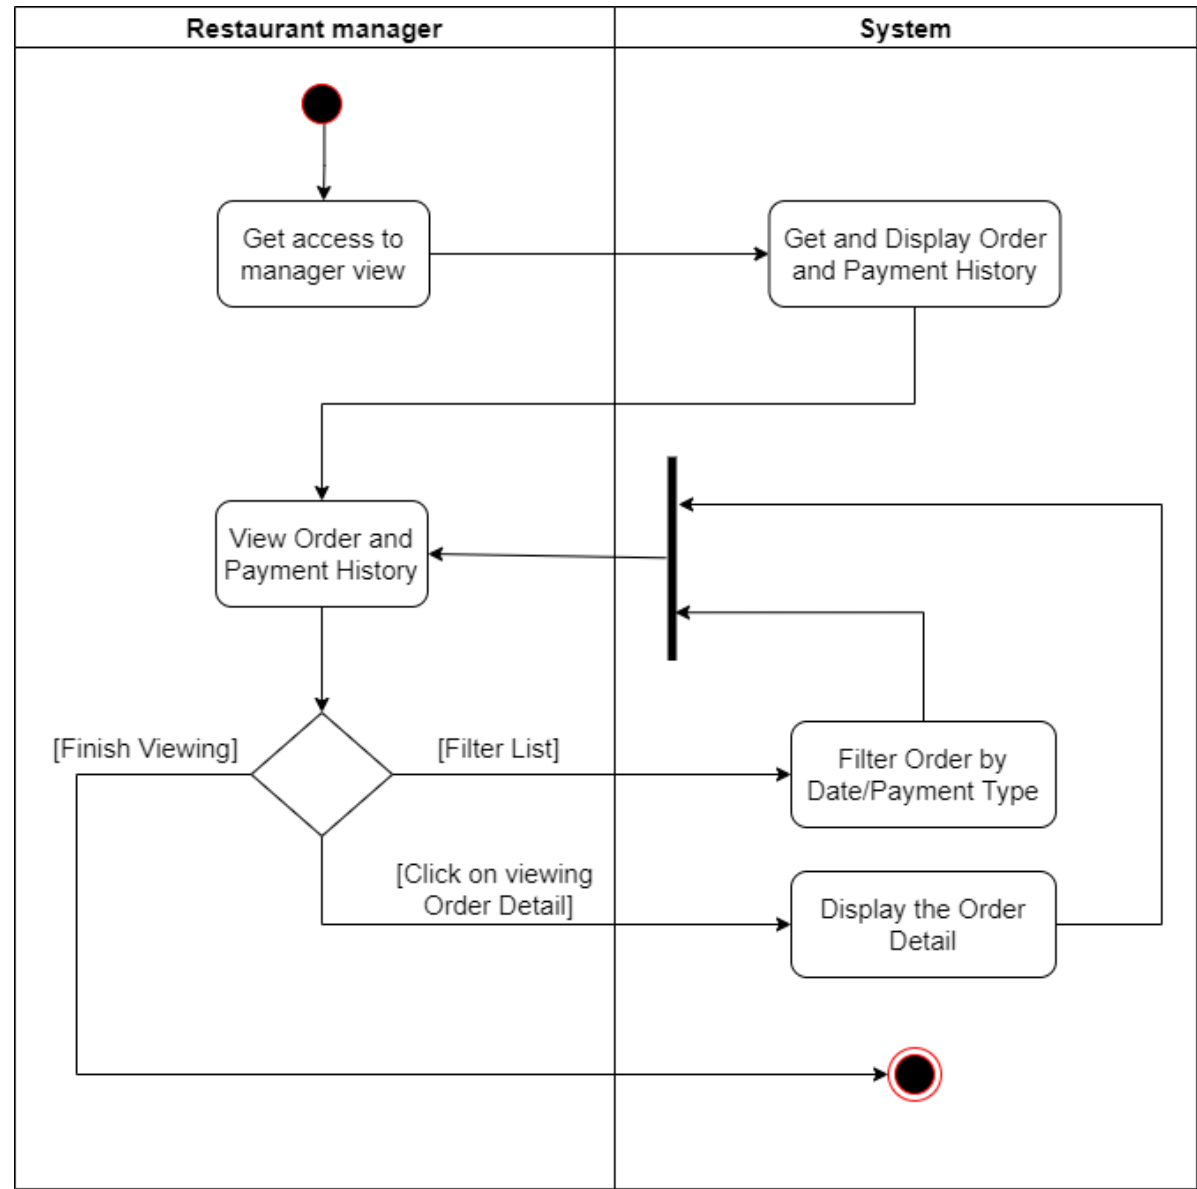 Restaurant manager
System
Get access to
manager view
Get and Display Order
and Payment History
View Order and
Payment History
[Finish Viewing]
[Filter List]
Filter Order by
Date/Payment Type
[Click on viewing
Order Detail]
Display the Order
Detail